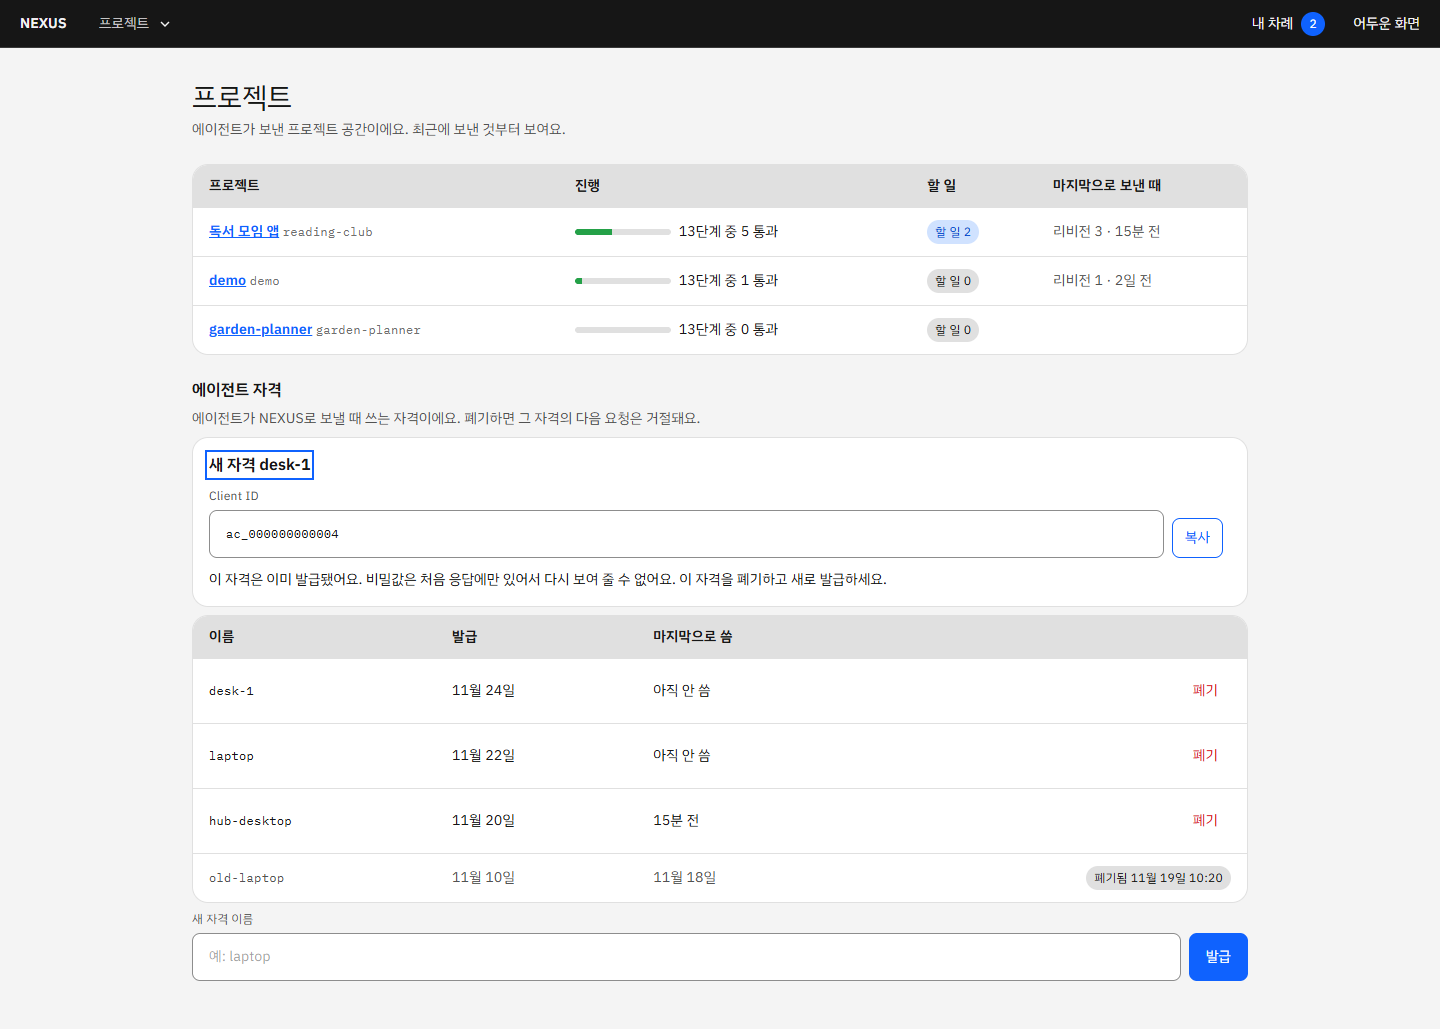 NEXUS 프로젝트 내 차례 2 어두운 화면
프로젝트
에이전트가 보낸 프로젝트 공간이에요. 최근에 보낸 것부터 보여요.
프로젝트 진행 할 일 마지막으로 보낸 때
독서 모임 앱 reading-club 13단계 중 5 통과 할 일 2 리비전 3 · 15분 전
demo demo 13단계 중 1 통과 할 일 0 리비전 1 · 2일 전
garden-planner garden-planner 13단계 중 0 통과 할 일 0
에이전트 자격
에이전트가 NEXUS로 보낼 때 쓰는 자격이에요. 폐기하면 그 자격의 다음 요청은 거절돼요.
새 자격 desk-1
Client ID
ac_000000000004 복사
이 자격은 이미 발급됐어요. 비밀값은 처음 응답에만 있어서 다시 보여 줄 수 없어요. 이 자격을 폐기하고 새로 발급하세요.
이름 발급 마지막으로 씀
desk-1 11월 24일 아직 안 씀 폐기
laptop 11월 22일 아직 안 씀 폐기
hub-desktop 11월 20일 15분 전 폐기
old-laptop 11월 10일 11월 18일 폐기됨 11월 19일 10:20
새 자격 이름
예: laptop 발급